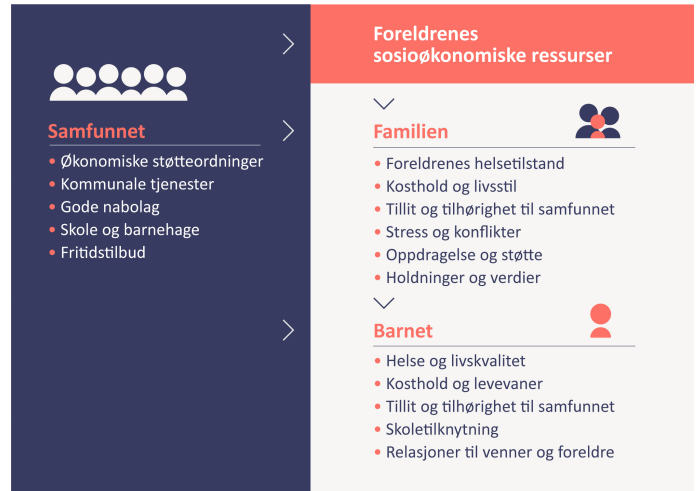 Samfunnet
• Økonomiske støtteordninger
• Kommunale tjenester
• Gode nabolag
• Skole og barnehage
• Fritidstilbud
Foreldrenes
sosioøkonomiske ressurser
Familien
• Foreldrenes helsetilstand
• Kosthold og livsstil
• Tillit og tilhørighet til samfunnet
• Stress og konflikter
• Oppdragelse og støtte
• Holdninger og verdier
Barnet
• Helse og livskvalitet
• Kosthold og levevaner
• Tillit og tilhørighet til samfunnet
• Skoletilknytning
• Relasjoner til venner og foreldre